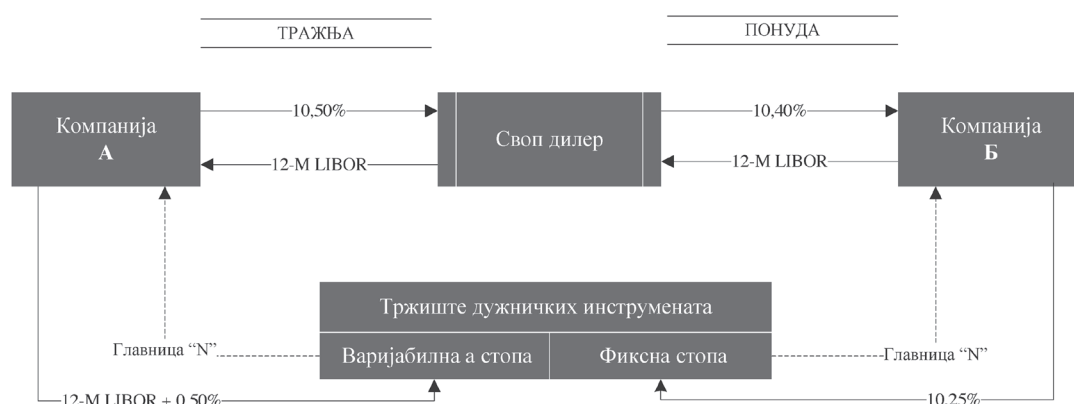 ТРАЖЊА
ПОНУДА
Компанија
А
10,50%
12-M LIBOR
Своп дилер
10,40%
12-M LIBOR
Компанија
Б
Тржиште дужничких инструмената
Главница “N”
Варијабилна а стопа
Фиксна стопа
Главница “N”
12-M LIBOR + 0,50%
10,25%